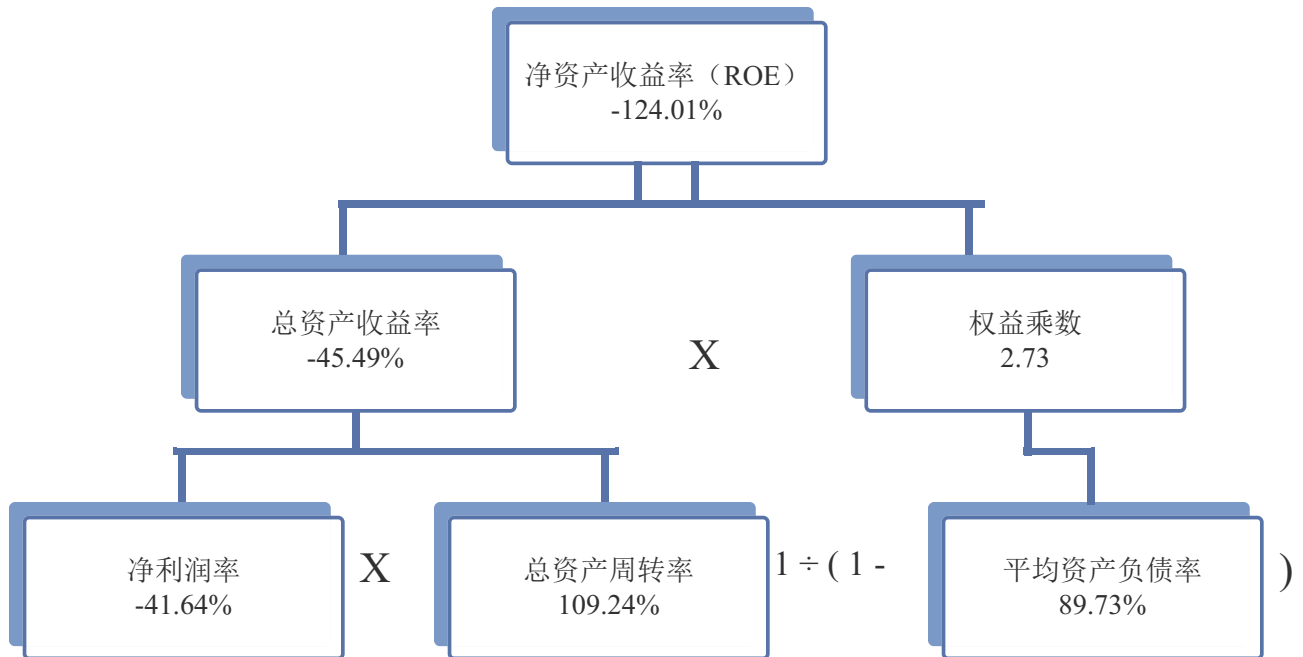 净资产收益率（ROE）
-124.01%
总资产收益率
-45.49%
X
权益乘数
2.73
净利润率
-41.64%
X
总资产周转率
109.24%
1 ÷ ( 1 -
平均资产负债率
89.73%
)